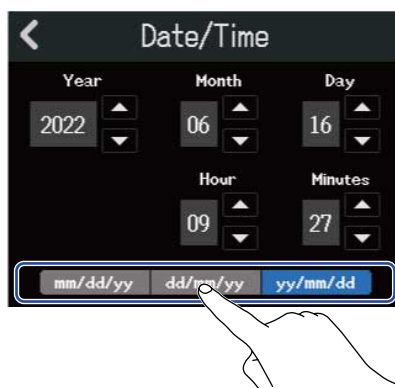 Date/Time
Year Month Day
2022 06 16
Hour Minutes
09 27
mm/dd/yy dd/mm/yy yy/mm/dd